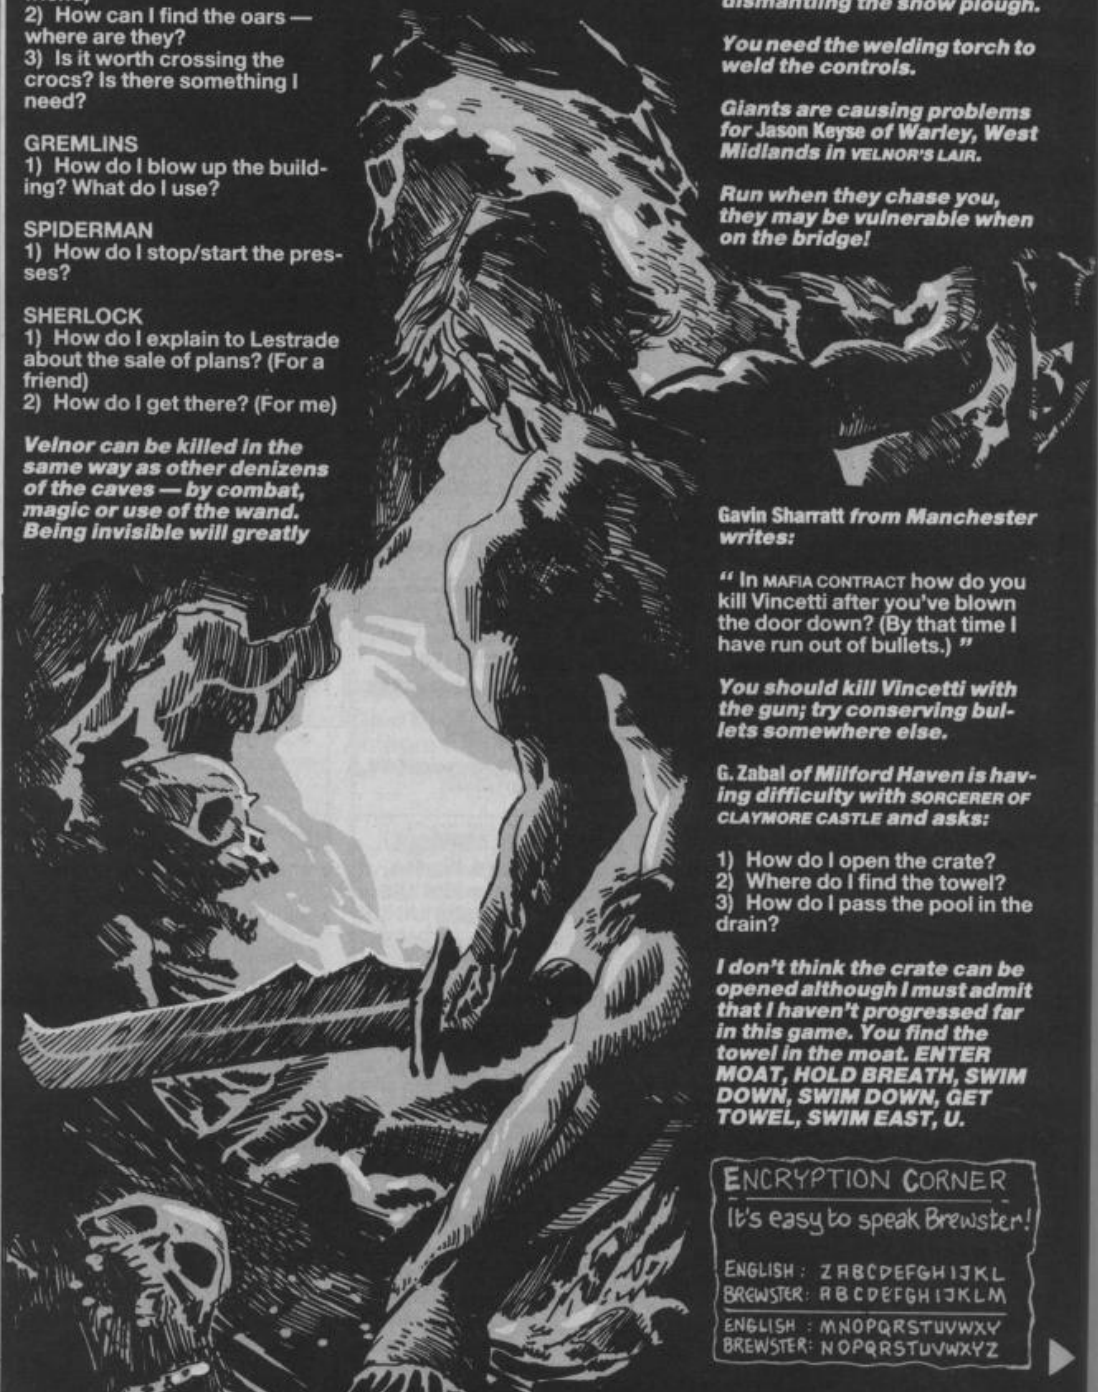 2) How can I find the oars —
where are they?
3) Is it worth crossing the
crocs? Is there something I
need?
GREMLINS
1) How do I blow up the build-
ing? What do I use?
SPIDERMAN
1) How do I stop/start the pres-
ses?
SHERLOCK
1) How do I explain to Lestrade
about the sale of plans? (For a
friend)
2) How do I get there? (For me)
Velnor can be killed in the
same way as other denizens
of the caves — by combat,
magic or use of the wand.
Being invisible will greatly
dismantling the snow plough.
You need the welding torch to
weld the controls.
Giants are causing problems
for Jason Keyse of Warley, West
Midlands in VELNOR'S LAIR.
Run when they chase you,
they may be vulnerable when
on the bridge!
Gavin Sharratt from Manchester
writes:
“ In MAFIA CONTRACT how do you
kill Vincetti after you've blown
the door down? (By that time I
have run out of bullets.) ”
You should kill Vincetti with
the gun; try conserving bul-
lets somewhere else.
G. Zabal of Milford Haven is hav-
ing difficulty with SORCERER OF
CLAYMORE CASTLE and asks:
1) How do I open the crate?
2) Where do I find the towel?
3) How do I pass the pool in the
drain?
I don't think the crate can be
opened although I must admit
that I haven't progressed far
in this game. You find the
towel in the moat. ENTER
MOAT, HOLD BREATH, SWIM
DOWN, SWIM DOWN, GET
TOWEL, SWIM EAST, U.
ENCRYPTION CORNER
It's easy to speak Brewster!
ENGLISH : ZABCDEFGHIJKL
BREWSTER: ABCDEFGHIJKLM
ENGLISH : MNOPQRSTUVWXY
BREWSTER: NOPQRSTUVWXYZ